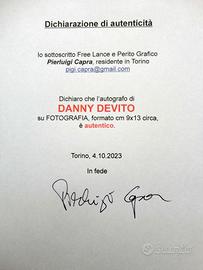 Dichiarazione di autenticità
Io sottoscritto Free Lance e Perito Grafico
Pierluigi Capra, residente in Torino
pigi.capra@gmail.com
Dichiaro che l'autografo di
DANNY DEVITO
su FOTOGRAFIA, formato cm 9x13 circa,
è autentico.
Torino, 4.10.2023
In fede